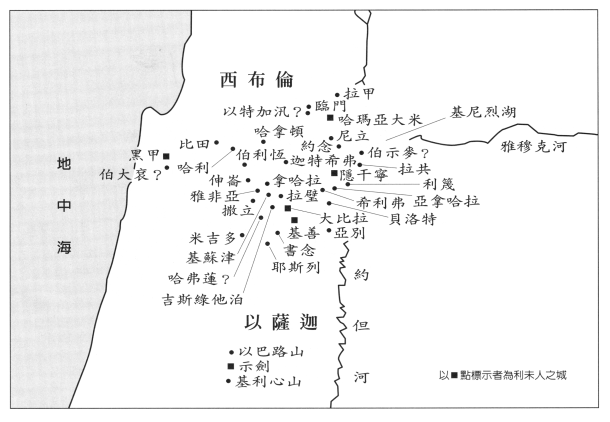 西布倫
拉甲
臨門
以特加汛？
哈瑪亞大米
基尼烈湖
哈拿頓
尼立
雅穆克河
比田
約念
伯示麥？
黑甲
伯利恆
迦特希弗
地中海
哈利
拉共
伯大袞？
隱干寧
伸崙
拿哈拉
利篾
雅非亞
拉璧
希利弗
亞拿哈拉
撒立
大比拉
貝洛特
米吉多
基善
亞別
基蘇津
書念
哈弗蓮？
耶斯列
吉斯綠他泊
約但河
以薩迦
以巴路山
示劍
基利心山
以■點標示者為利未人之城